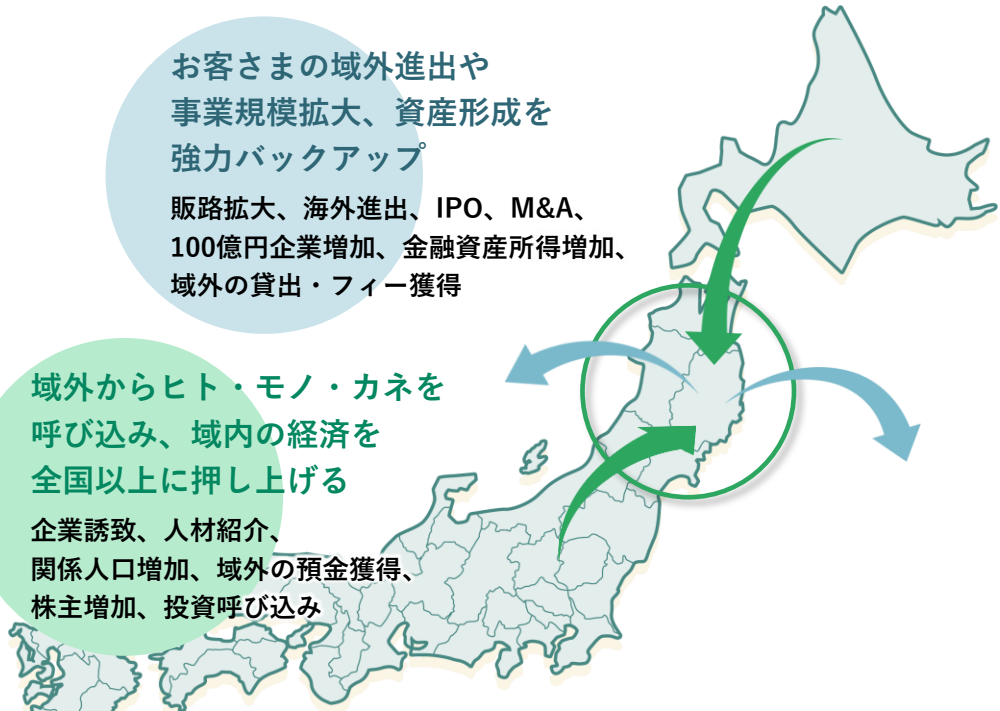 お客さまの域外進出や
事業規模拡大、資産形成を
強力バックアップ
販路拡大、海外進出、IPO、M&A、
100億円企業増加、金融資産所得増加、
域外の貸出・フィー獲得
域外からヒト・モノ・カネを
呼び込み、域内の経済を
全国以上に押し上げる
企業誘致、人材紹介、
関係人口増加、域外の預金獲得、
株主増加、投資呼び込み